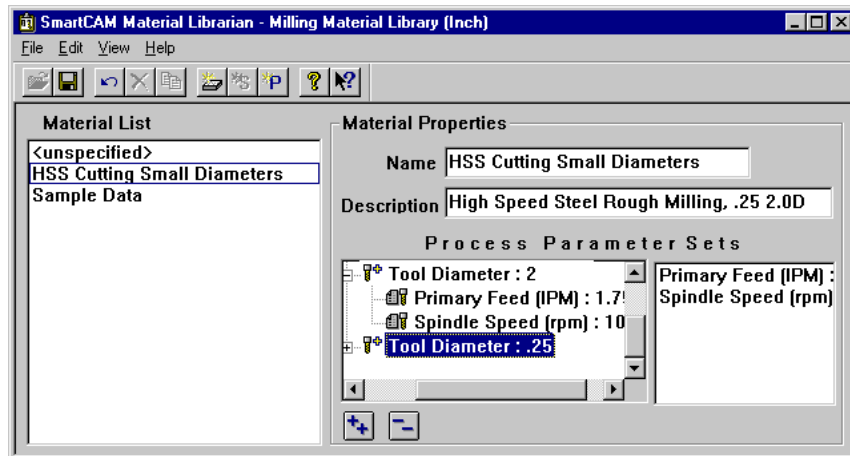 SmartCAM Material Librarian - Milling Material Library (Inch)
File Edit View Help
Material List
<unspecified>
HSS Cutting Small Diameters
Sample Data
Material Properties
Name HSS Cutting Small Diameters
Description High Speed Steel Rough Milling, .25 2.0D
Process Parameter Sets
Tool Diameter : 2
Primary Feed (IPM) : 1.7
Spindle Speed (rpm) : 10
Tool Diameter : .25
Primary Feed (IPM) :
Spindle Speed (rpm)